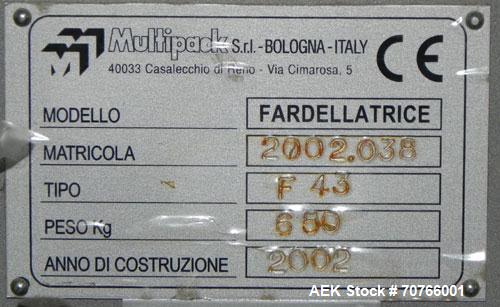 Multipack S.r.l. - BOLOGNA - ITALY
40033 Casalecchio di Reno - Via Cimarosa, 5
CE
MODELLO FARDELLATRICE
MATRICOLA 2002.038
TIPO F 43
PESO Kg 680
ANNO DI COSTRUZIONE 2002
AEK Stock # 70766001